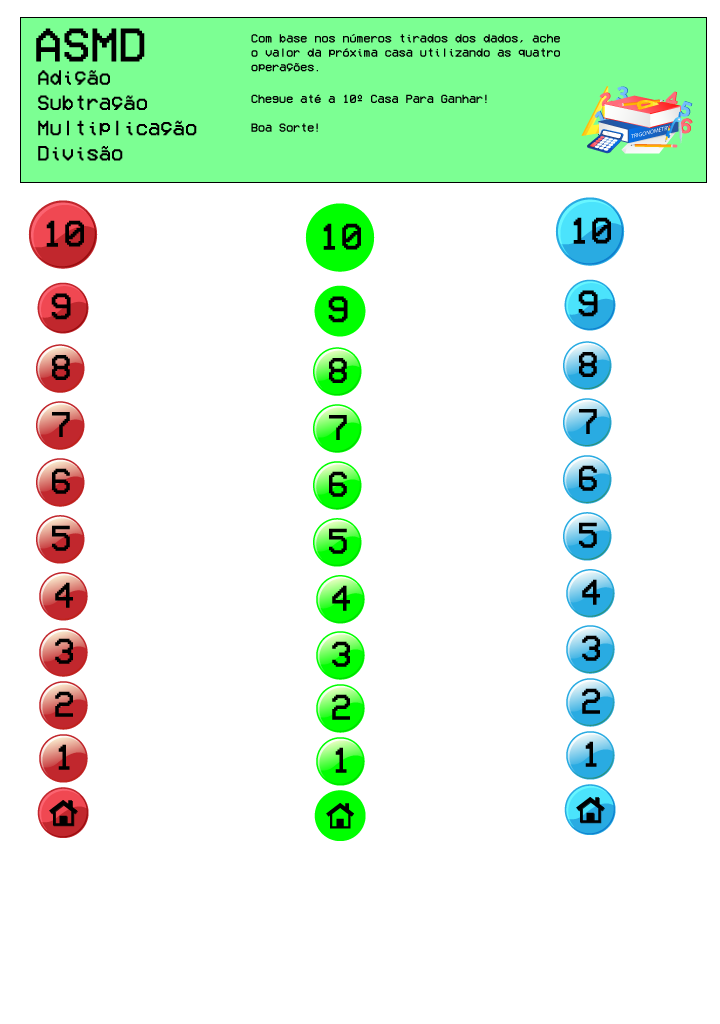 ASMD
Adição
Subtração
Multiplicação
Divisão
Com base nos números tirados dos dados, ache
o valor da próxima casa utilizando as quatro
operações.
Chegue até a 10º Casa Para Ganhar!
Boa Sorte!
TRIGONOMETRY
10 10 10
9 9 9
8 8 8
7 7 7
6 6 6
5 5 5
4 4 4
3 3 3
2 2 2
1 1 1